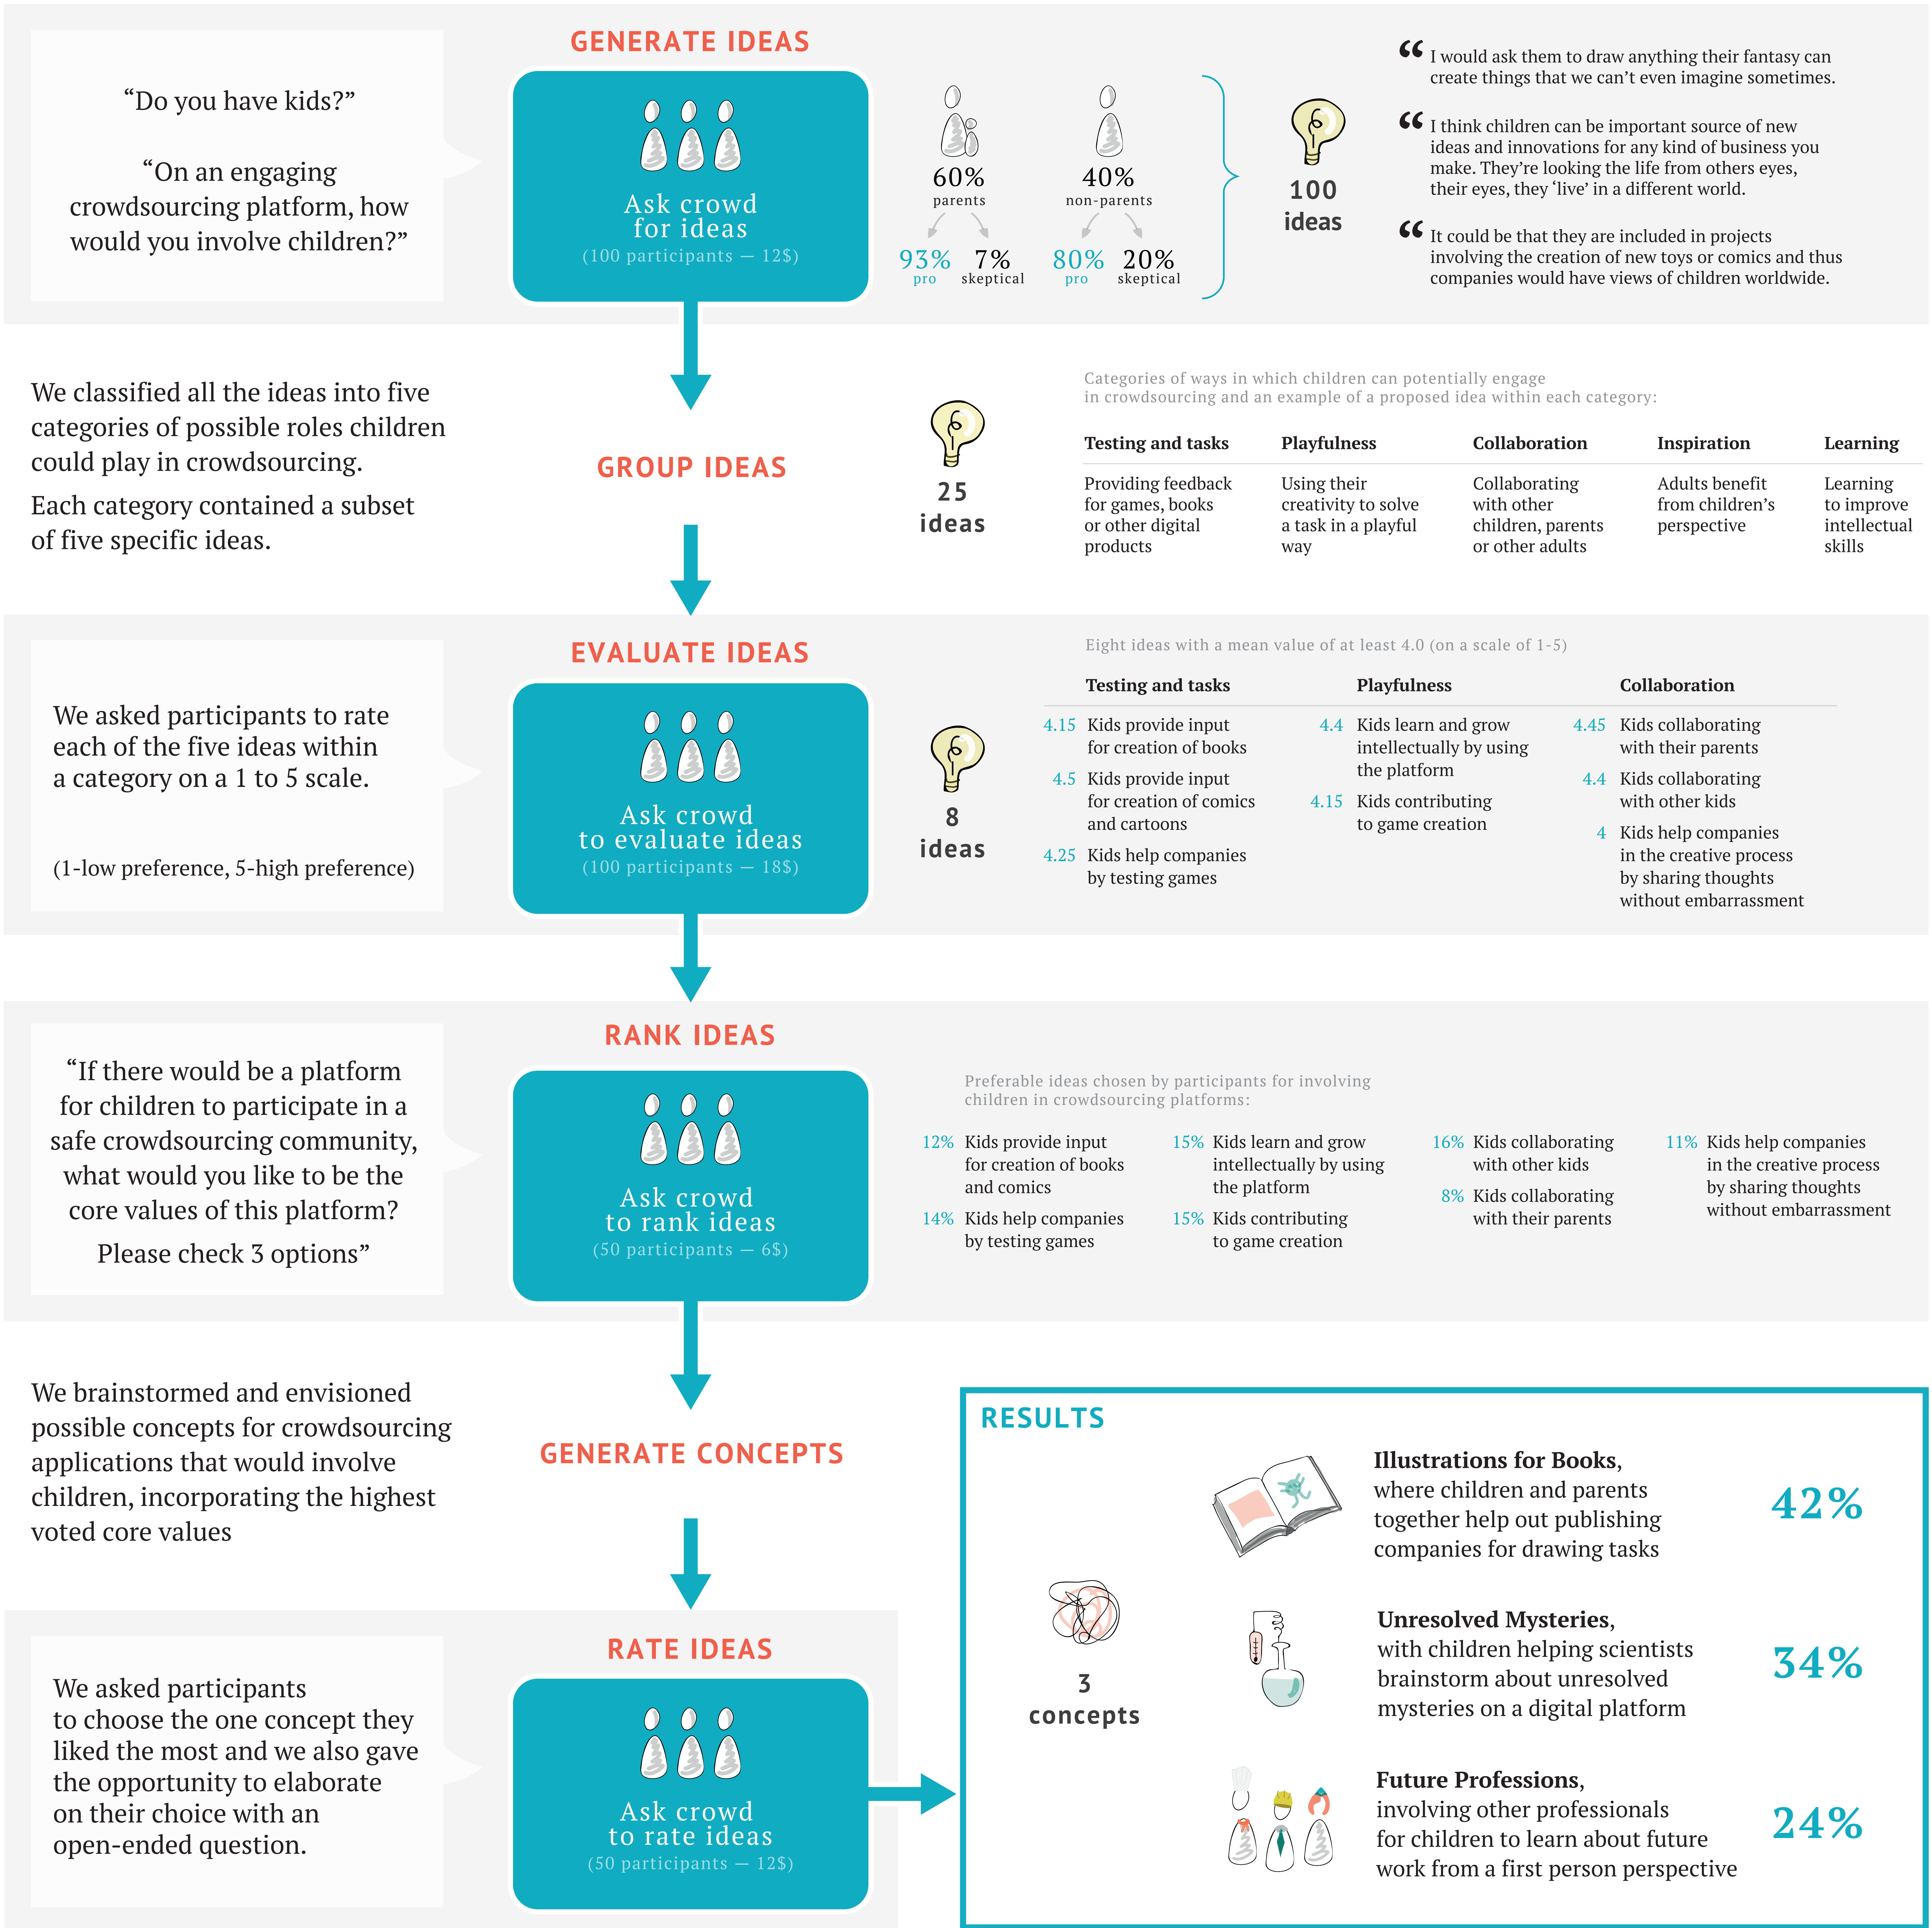 GENERATE IDEAS
“Do you have kids?”
“On an engaging
crowdsourcing platform, how
would you involve children?”
Ask crowd
for ideas
(100 participants — 12$)
60%
parents
93%
pro
7%
skeptical
40%
non-parents
80%
pro
20%
skeptical
100
ideas
“ I would ask them to draw anything their fantasy can
create things that we can’t even imagine sometimes.
“ I think children can be important source of new
ideas and innovations for any kind of business you
make. They’re looking the life from others eyes,
their eyes, they ‘live’ in a different world.
“ It could be that they are included in projects
involving the creation of new toys or comics and thus
companies would have views of children worldwide.
We classified all the ideas into five
categories of possible roles children
could play in crowdsourcing.
Each category contained a subset
of five specific ideas.
GROUP IDEAS
25
ideas
Categories of ways in which children can potentially engage
in crowdsourcing and an example of a proposed idea within each category:
Testing and tasks
Providing feedback
for games, books
or other digital
products
Playfulness
Using their
creativity to solve
a task in a playful
way
Collaboration
Collaborating
with other
children, parents
or other adults
Inspiration
Adults benefit
from children’s
perspective
Learning
Learning
to improve
intellectual
skills
EVALUATE IDEAS
We asked participants to rate
each of the five ideas within
a category on a 1 to 5 scale.
(1-low preference, 5-high preference)
Ask crowd
to evaluate ideas
(100 participants — 18$)
8
ideas
Eight ideas with a mean value of at least 4.0 (on a scale of 1-5)
Testing and tasks
4.15 Kids provide input
for creation of books
4.5 Kids provide input
for creation of comics
and cartoons
4.25 Kids help companies
by testing games
Playfulness
4.4 Kids learn and grow
intellectually by using
the platform
4.15 Kids contributing
to game creation
Collaboration
4.45 Kids collaborating
with their parents
4.4 Kids collaborating
with other kids
4 Kids help companies
in the creative process
by sharing thoughts
without embarrassment
RANK IDEAS
“If there would be a platform
for children to participate in a
safe crowdsourcing community,
what would you like to be the
core values of this platform?
Please check 3 options”
Ask crowd
to rank ideas
(50 participants — 6$)
Preferable ideas chosen by participants for involving
children in crowdsourcing platforms:
12% Kids provide input
for creation of books
and comics
14% Kids help companies
by testing games
15% Kids learn and grow
intellectually by using
the platform
15% Kids contributing
to game creation
16% Kids collaborating
with other kids
8% Kids collaborating
with their parents
11% Kids help companies
in the creative process
by sharing thoughts
without embarrassment
We brainstormed and envisioned
possible concepts for crowdsourcing
applications that would involve
children, incorporating the highest
voted core values
GENERATE CONCEPTS
RATE IDEAS
We asked participants
to choose the one concept they
liked the most and we also gave
the opportunity to elaborate
on their choice with an
open-ended question.
Ask crowd
to rate ideas
(50 participants — 12$)
RESULTS
3
concepts
Illustrations for Books,
where children and parents
together help out publishing
companies for drawing tasks
42%
Unresolved Mysteries,
with children helping scientists
brainstorm about unresolved
mysteries on a digital platform
34%
Future Professions,
involving other professionals
for children to learn about future
work from a first person perspective
24%